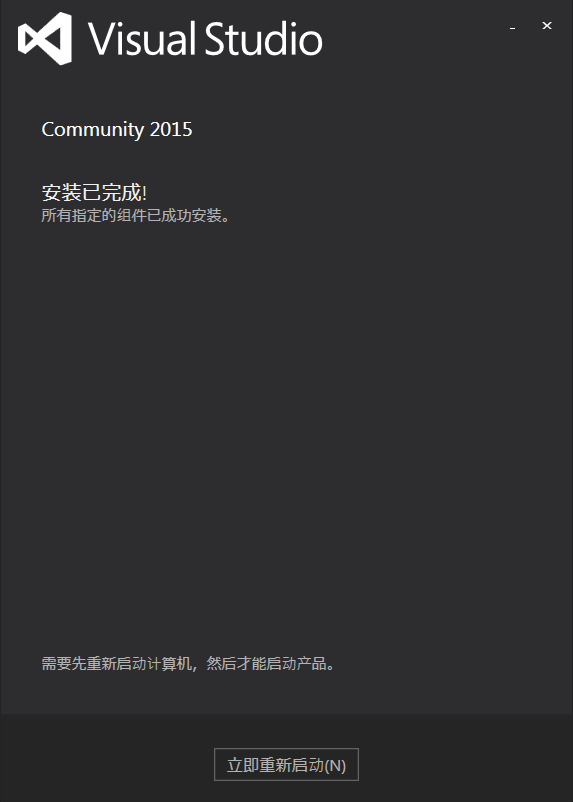 Visual Studio
Community 2015
安装已完成!
所有指定的组件已成功安装。
需要先重新启动计算机，然后才能启动产品。
立即重新启动(N)